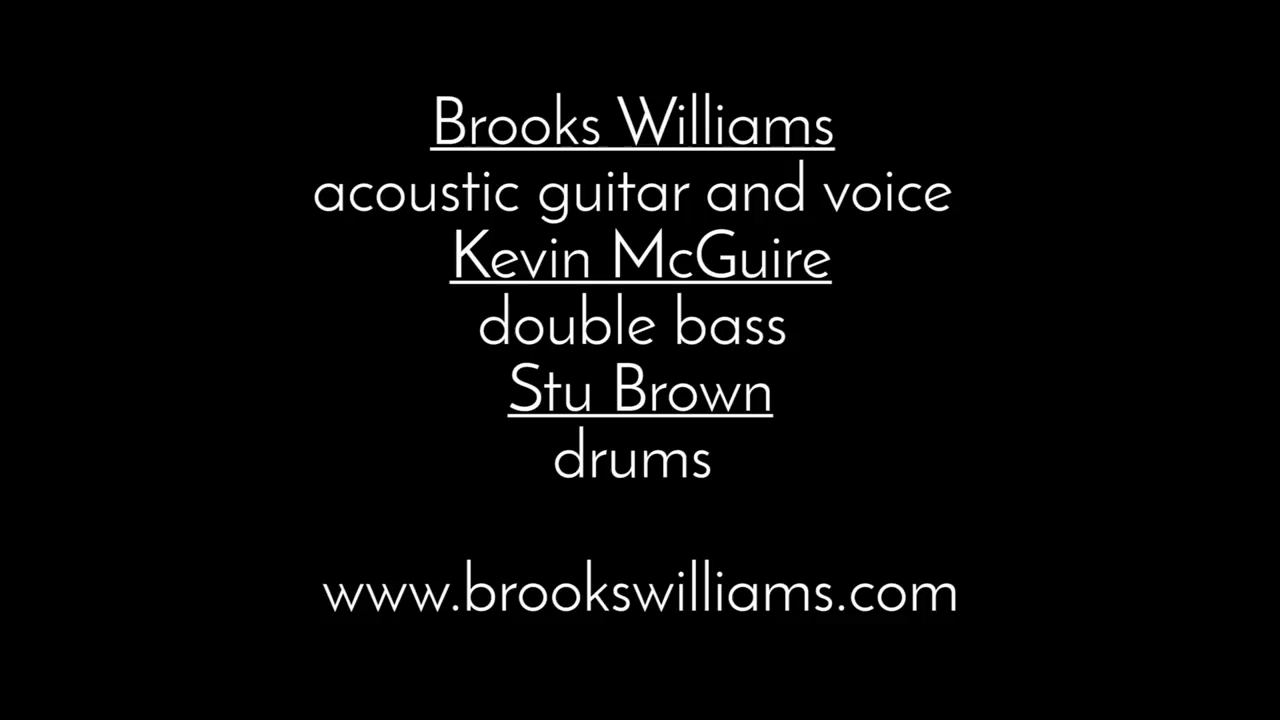 Brooks Williams
acoustic guitar and voice
Kevin McGuire
double bass
Stu Brown
drums
www.brookswilliams.com